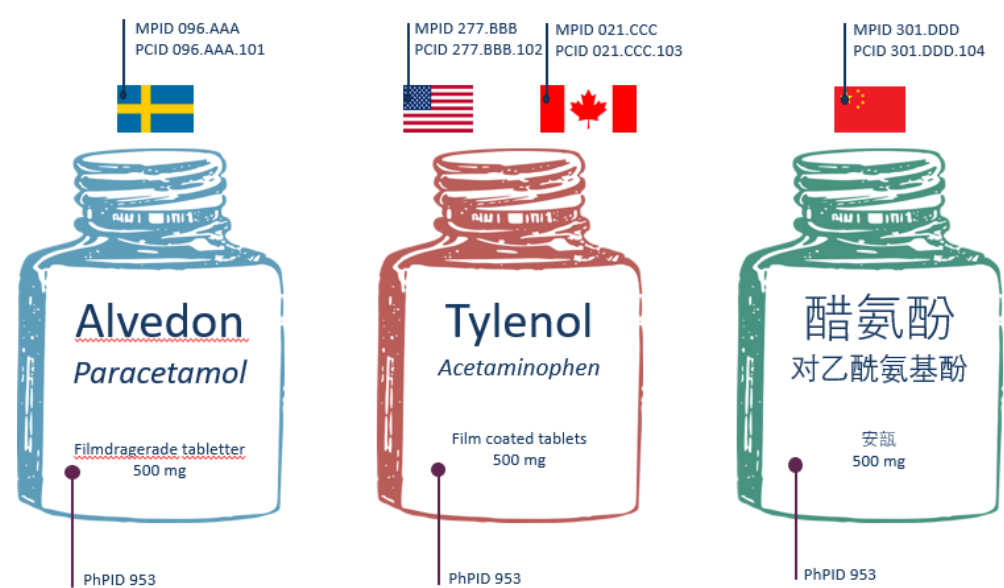 MPID 096.AAA
PCID 096.AAA.101
MPID 277.BBB
PCID 277.BBB.102
MPID 021.CCC
PCID 021.CCC.103
MPID 301.DDD
PCID 301.DDD.104
Alvedon
Paracetamol
Filmdragerade tabletter
500 mg
PhPID 953
Tylenol
Acetaminophen
Film coated tablets
500 mg
PhPID 953
醋氨酚
对乙酰氨基酚
安瓿
500 mg
PhPID 953